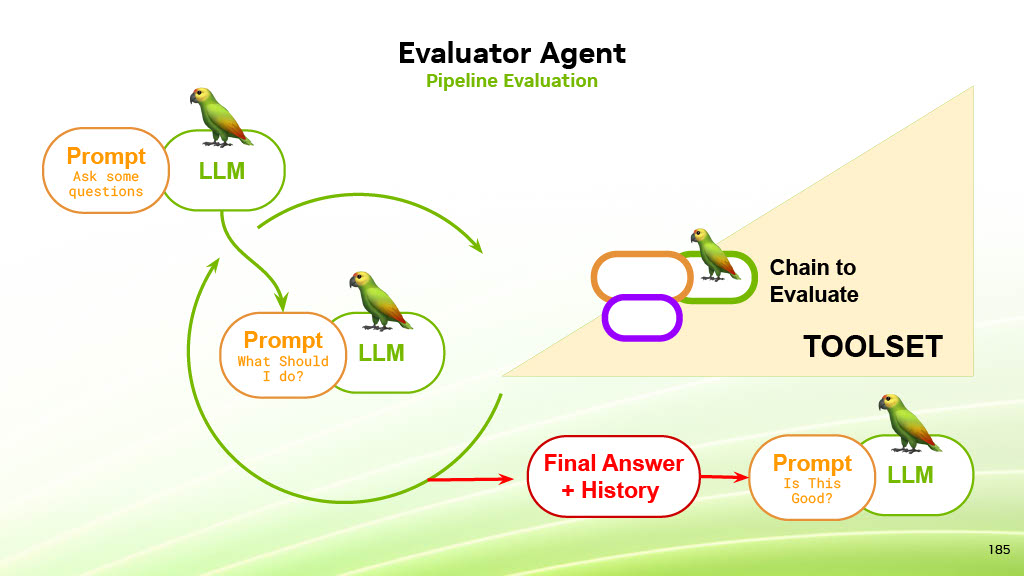 Evaluator Agent
Pipeline Evaluation
Prompt
Ask some
questions
LLM
Prompt
What Should
I do?
LLM
Chain to
Evaluate
TOOLSET
Final Answer
+ History
Prompt
Is This
Good?
LLM
185